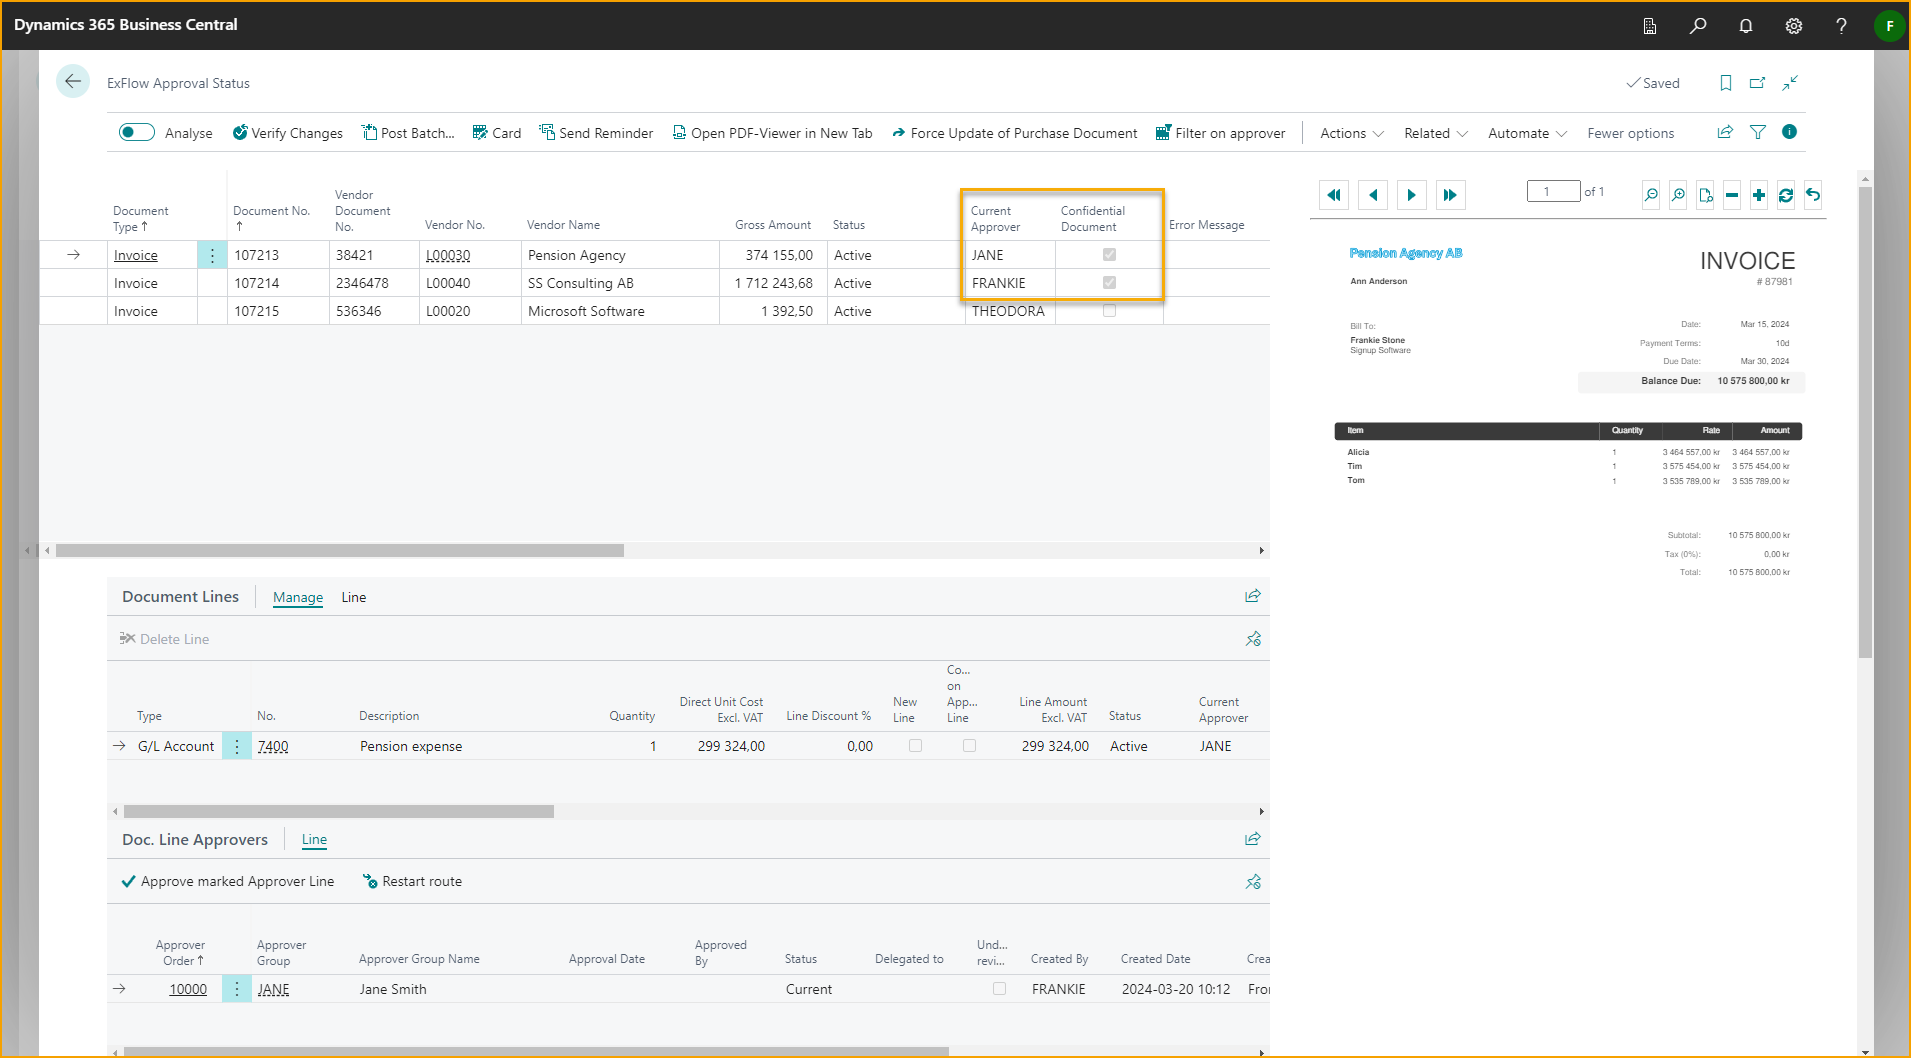 Dynamics 365 Business Central
F
ExFlow Approval Status
Saved
Analyse Verify Changes Post Batch... Card Send Reminder Open PDF-Viewer in New Tab Force Update of Purchase Document Filter on approver Actions Related Automate Fewer options
Document Type ↑ Document No. ↑ Vendor Document No. Vendor No. Vendor Name Gross Amount Status Current Approver Confidential Document Error Message
Invoice 107213 38421 L00030 Pension Agency 374 155,00 Active JANE
Invoice 107214 2346478 L00040 SS Consulting AB 1 712 243,68 Active FRANKIE
Invoice 107215 536346 L00020 Microsoft Software 1 392,50 Active THEODORA
1 of 1
Pension Agency AB
INVOICE
# 87981
Ann Anderson
Bill To:
Frankie Stone
Signup Software
Date: Mar 15, 2024
Payment Terms: 10d
Due Date: Mar 30, 2024
Balance Due: 10 575 800,00 kr
Item Quantity Rate Amount
Alicia 1 3 464 557,00 kr 3 464 557,00 kr
Tim 1 3 575 454,00 kr 3 575 454,00 kr
Tom 1 3 535 789,00 kr 3 535 789,00 kr
Subtotal: 10 575 800,00 kr
Tax (0%): 0,00 kr
Total: 10 575 800,00 kr
Document Lines Manage Line
Delete Line
Type No. Description Quantity Direct Unit Cost Excl. VAT Line Discount % New Line Co... on App... Line Line Amount Excl. VAT Status Current Approver
G/L Account 7400 Pension expense 1 299 324,00 0,00 299 324,00 Active JANE
Doc. Line Approvers Line
Approve marked Approver Line Restart route
Approver Order ↑ Approver Group Approver Group Name Approval Date Approved By Status Delegated to Und... revi... Created By Created Date Crea
10000 JANE Jane Smith Current FRANKIE 2024-03-20 10:12 Fror